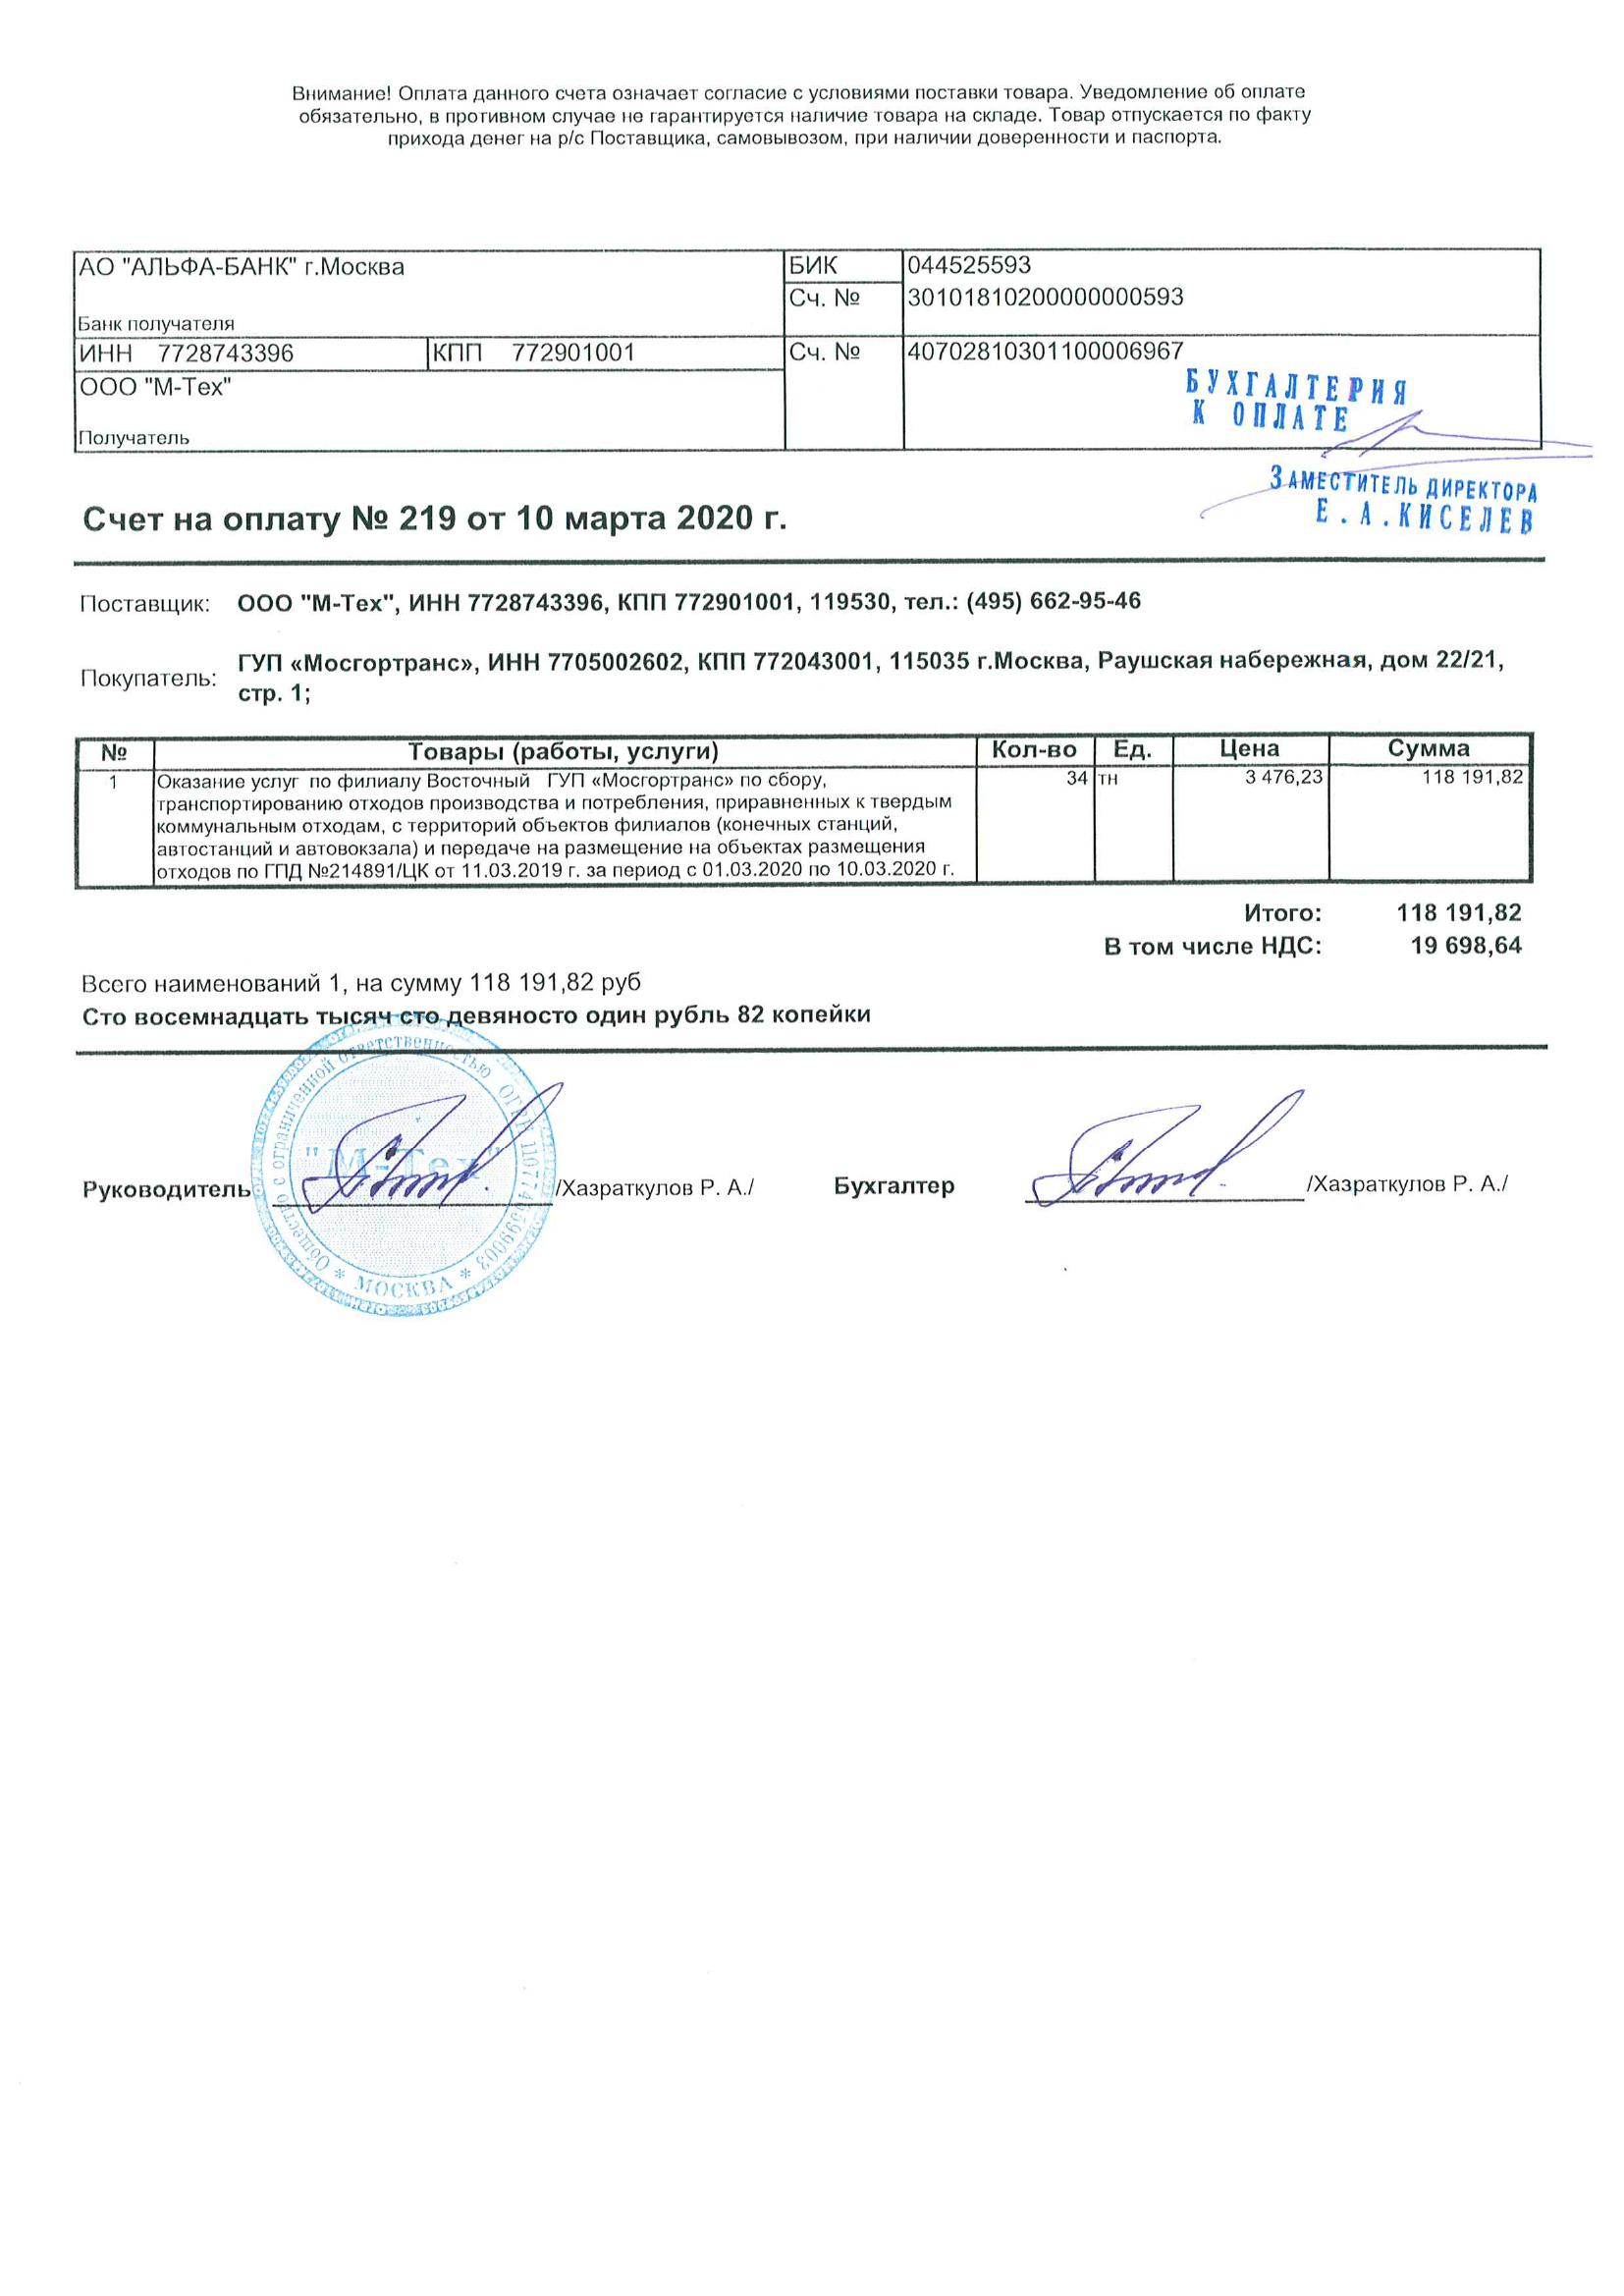 Внимание! Оплата данного счета означает согласие с условиями поставки товара. Уведомление об оплате
обязательно, в противном случае не гарантируется наличие товара на складе. Товар отпускается по факту
прихода денег на р/с Поставщика, самовывозом, при наличии доверенности и паспорта.
АО "АЛЬФА-БАНК" г.Москва
БИК 044525593
Сч. № 30101810200000000593
Банк получателя
ИНН 7728743396 КПП 772901001 Сч. № 40702810301100006967
ООО "М-Тех"
Получатель
БУХГАЛТЕРИЯ
К ОПЛАТЕ
ЗАМЕСТИТЕЛЬ ДИРЕКТОРА
Е.А.КИСЕЛЕВ
Счет на оплату № 219 от 10 марта 2020 г.
Поставщик: ООО "М-Тех", ИНН 7728743396, КПП 772901001, 119530, тел.: (495) 662-95-46
Покупатель: ГУП «Мосгортранс», ИНН 7705002602, КПП 772043001, 115035 г.Москва, Раушская набережная, дом 22/21,
стр. 1;
№ Товары (работы, услуги) Кол-во Ед. Цена Сумма
1 Оказание услуг по филиалу Восточный ГУП «Мосгортранс» по сбору, 34 тн 3 476,23 118 191,82
транспортированию отходов производства и потребления, приравненных к твердым
коммунальным отходам, с территорий объектов филиалов (конечных станций,
автостанций и автовокзала) и передаче на размещение на объектах размещения
отходов по ГПД №214891/ЦК от 11.03.2019 г. за период с 01.03.2020 по 10.03.2020 г.
Итого: 118 191,82
В том числе НДС: 19 698,64
Всего наименований 1, на сумму 118 191,82 руб
Сто восемнадцать тысяч сто девяносто один рубль 82 копейки
Руководитель /Хазраткулов Р. А./ Бухгалтер /Хазраткулов Р. А./
Общество с ограниченной ответственностью
"М-Тех"
* МОСКВА *